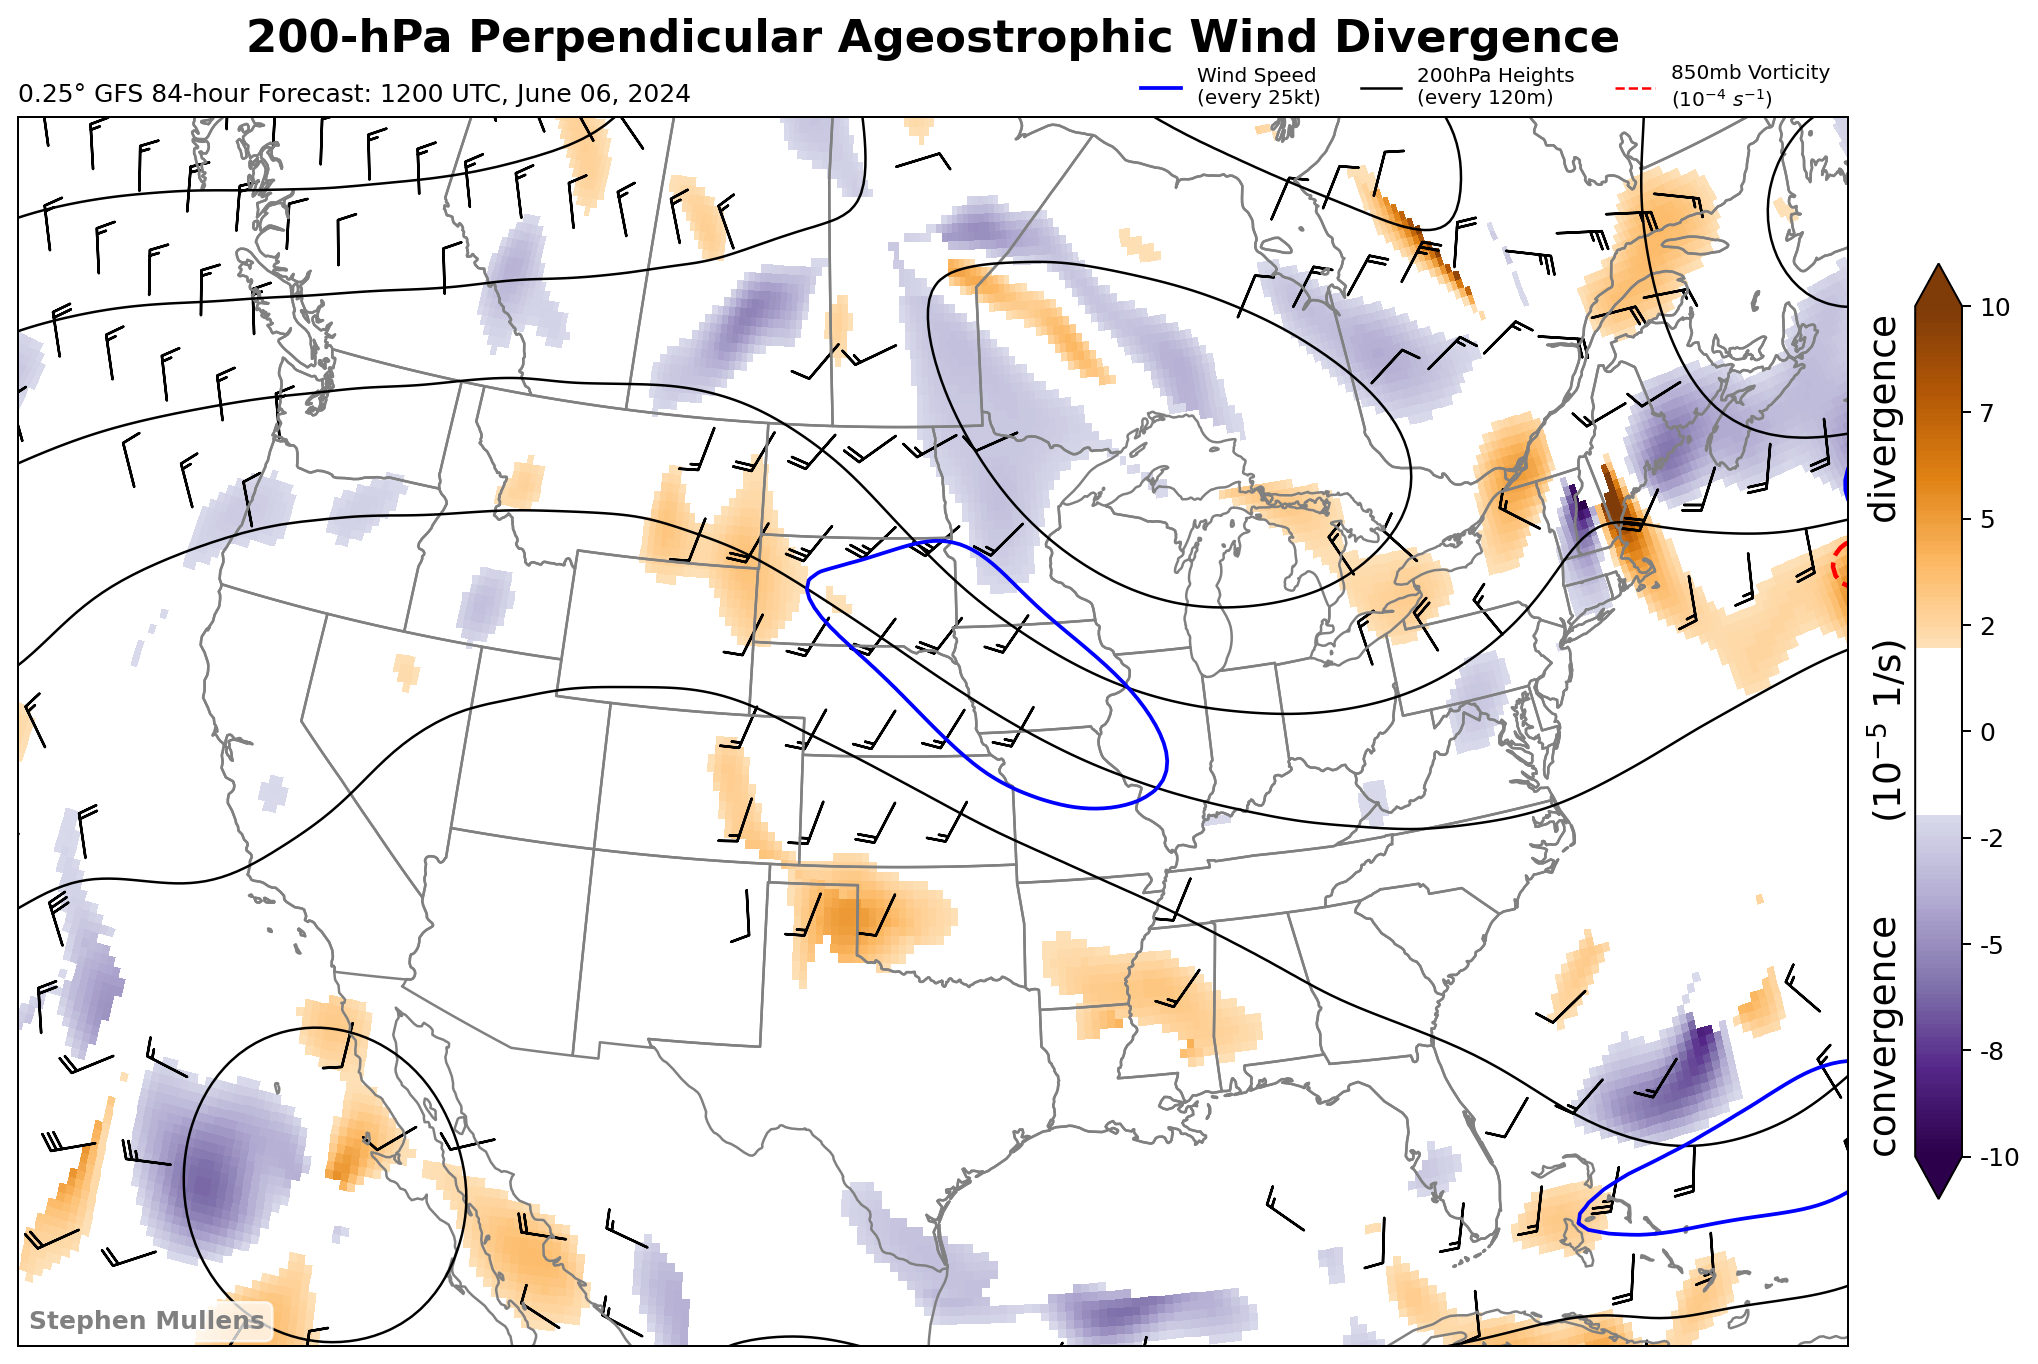 200-hPa Perpendicular Ageostrophic Wind Divergence
0.25° GFS 84-hour Forecast: 1200 UTC, June 06, 2024
Wind Speed
(every 25kt)
200hPa Heights
(every 120m)
850mb Vorticity
(10⁻⁴ s⁻¹)
10
7
5
2
0
-2
-5
-8
-10
convergence (10⁻⁵ 1/s) divergence
Stephen Mullens